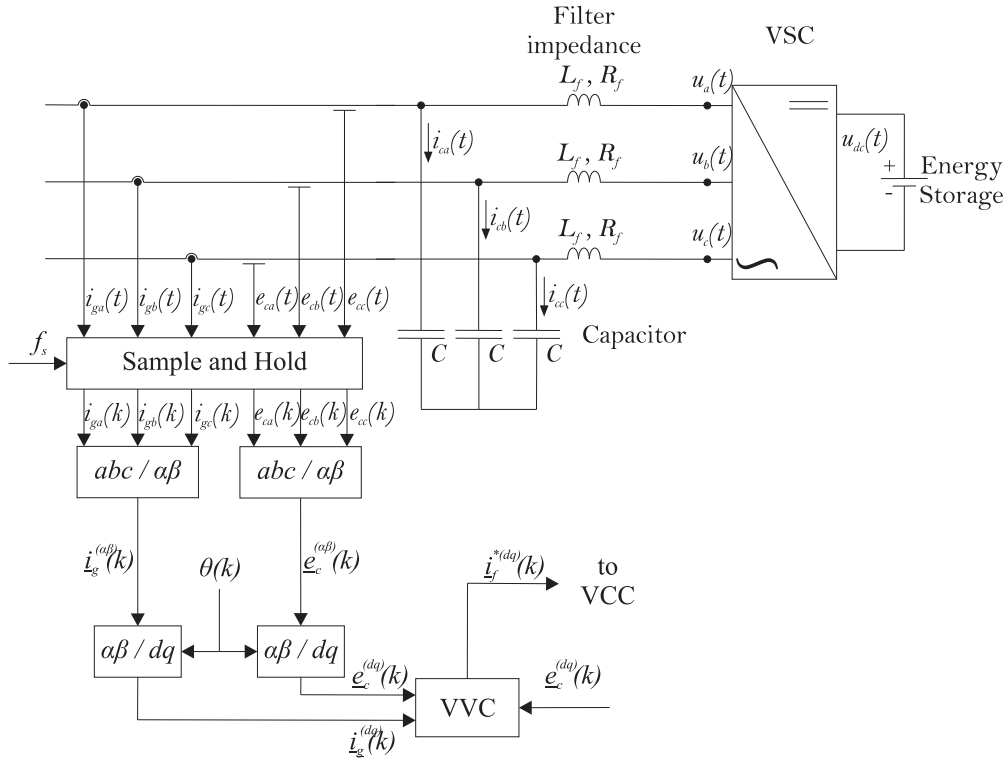 Filter
impedance
VSC
L_f , R_f
u_a(t)
i_ca(t)
u_dc(t)
L_f , R_f
u_b(t)
+
-
Energy
Storage
i_cb(t)
L_f , R_f
u_c(t)
i_ga(t) i_gb(t) i_gc(t) e_ca(t) e_cb(t) e_cc(t)
i_cc(t)
f_s
Sample and Hold
C C C
Capacitor
i_ga(k) i_gb(k) i_gc(k) e_ca(k) e_cb(k) e_cc(k)
abc / αβ
abc / αβ
i_g^(αβ)(k)
θ(k)
e_c^(αβ)(k)
i_f^*(dq)(k)
to
VCC
αβ / dq
αβ / dq
e_c^(dq)(k)
VVC
e_c^(dq)(k)
i_g^(dq)(k)